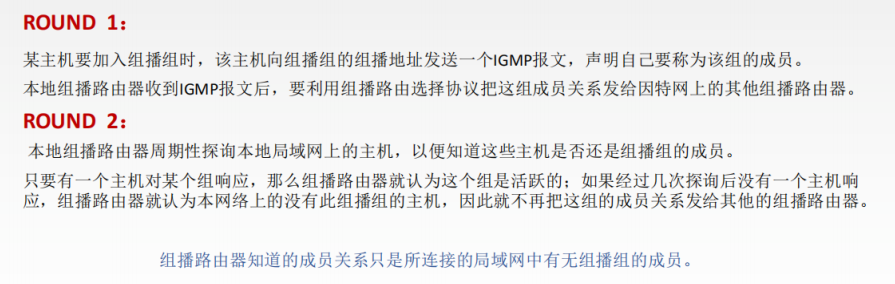 ROUND 1：
某主机要加入组播组时，该主机向组播组的组播地址发送一个IGMP报文，声明自己要称为该组的成员。
本地组播路由器收到IGMP报文后，要利用组播路由选择协议把这组成员关系发给因特网上的其他组播路由器。
ROUND 2：
本地组播路由器周期性探询本地局域网上的主机，以便知道这些主机是否还是组播组的成员。
只要有一个主机对某个组响应，那么组播路由器就认为这个组是活跃的；如果经过几次探询后没有一个主机响
应，组播路由器就认为本网络上的没有此组播组的主机，因此就不再把这组的成员关系发给其他的组播路由器。
组播路由器知道的成员关系只是所连接的局域网中有无组播组的成员。